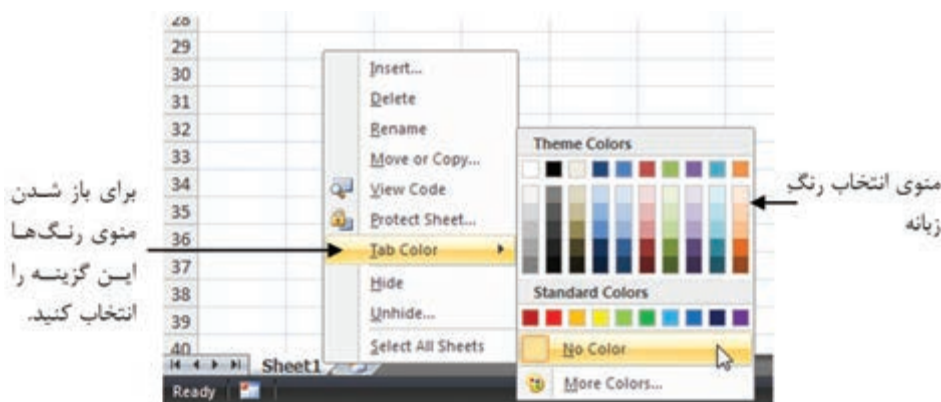 28
29
30
31
32
33
34
35
36
37
38
39
40
Insert...
Delete
Rename
Move or Copy...
View Code
Protect Sheet...
Tab Color
Hide
Unhide...
Select All Sheets
Theme Colors
Standard Colors
No Color
More Colors...
منوی انتخاب رنگِ
زبانه
برای باز شدن
منوی رنگ‌ها
این گزینه را
انتخاب کنید.
Sheet1
Ready